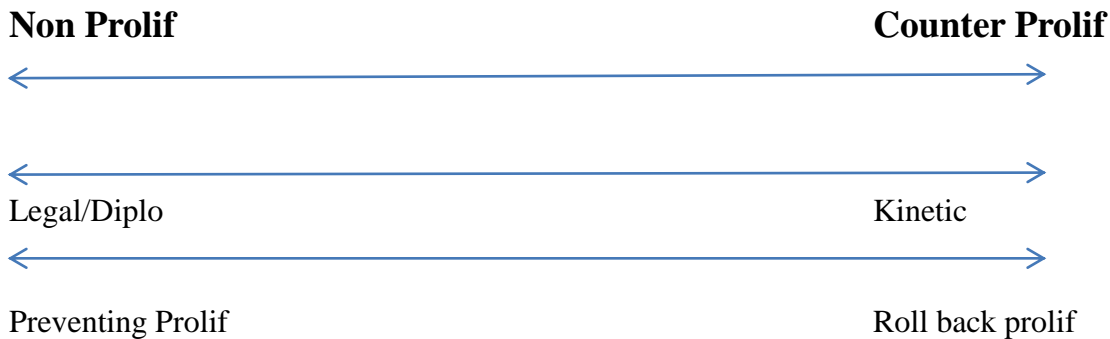 Non Prolif Counter Prolif
Legal/Diplo Kinetic
Preventing Prolif Roll back prolif